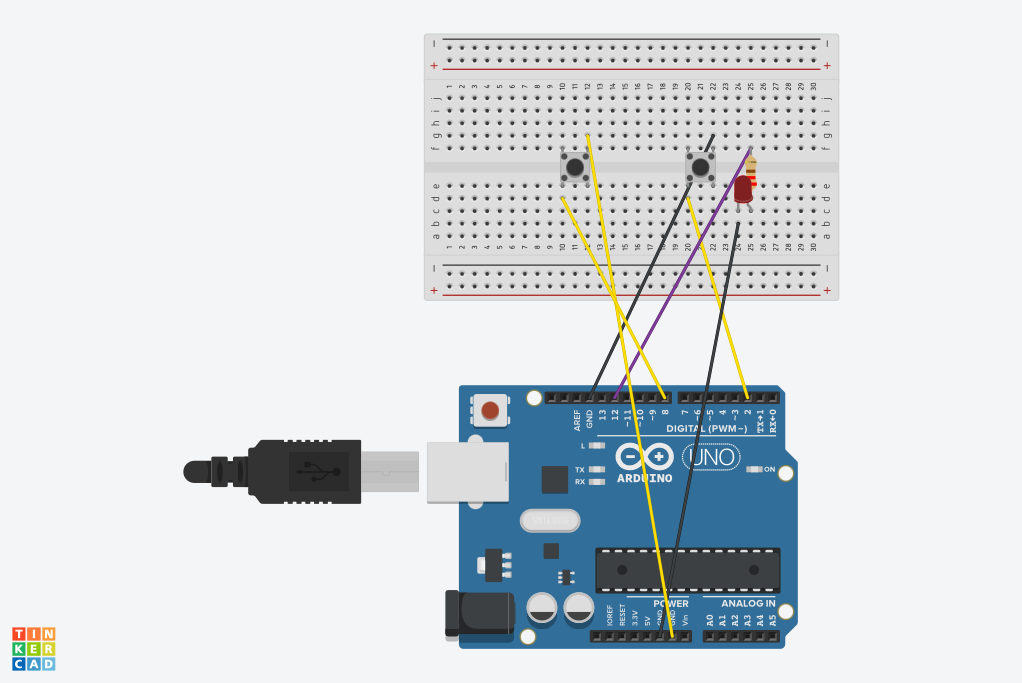 − −
+ +
1 2 3 4 5 6 7 8 9 10 11 12 13 14 15 16 17 18 19 20 21 22 23 24 25 26 27 28 29 30
j j
i i
h h
g g
f f
e e
d d
c c
b b
a a
1 2 3 4 5 6 7 8 9 10 11 12 13 14 15 16 17 18 19 20 21 22 23 24 25 26 27 28 29 30
− −
+ +
AREF GND 13 12 ~11 ~10 ~9 8 7 ~6 ~5 4 ~3 2 TX→1 RX←0
DIGITAL (PWM~)
L
TX
RX
UNO
ARDUINO
ON
POWER ANALOG IN
IOREF RESET 3.3V 5V GND GND Vin A0 A1 A2 A3 A4 A5
TIN
KER
CAD